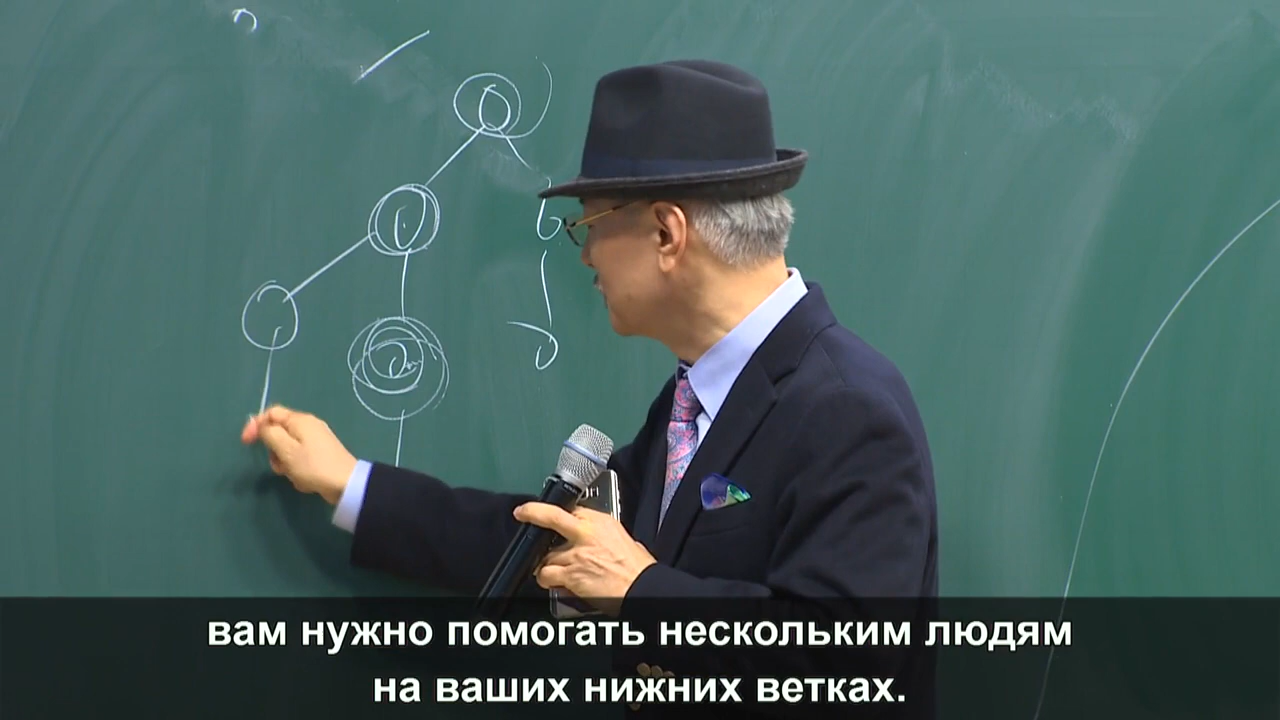 вам нужно помогать нескольким людям
на ваших нижних ветках.